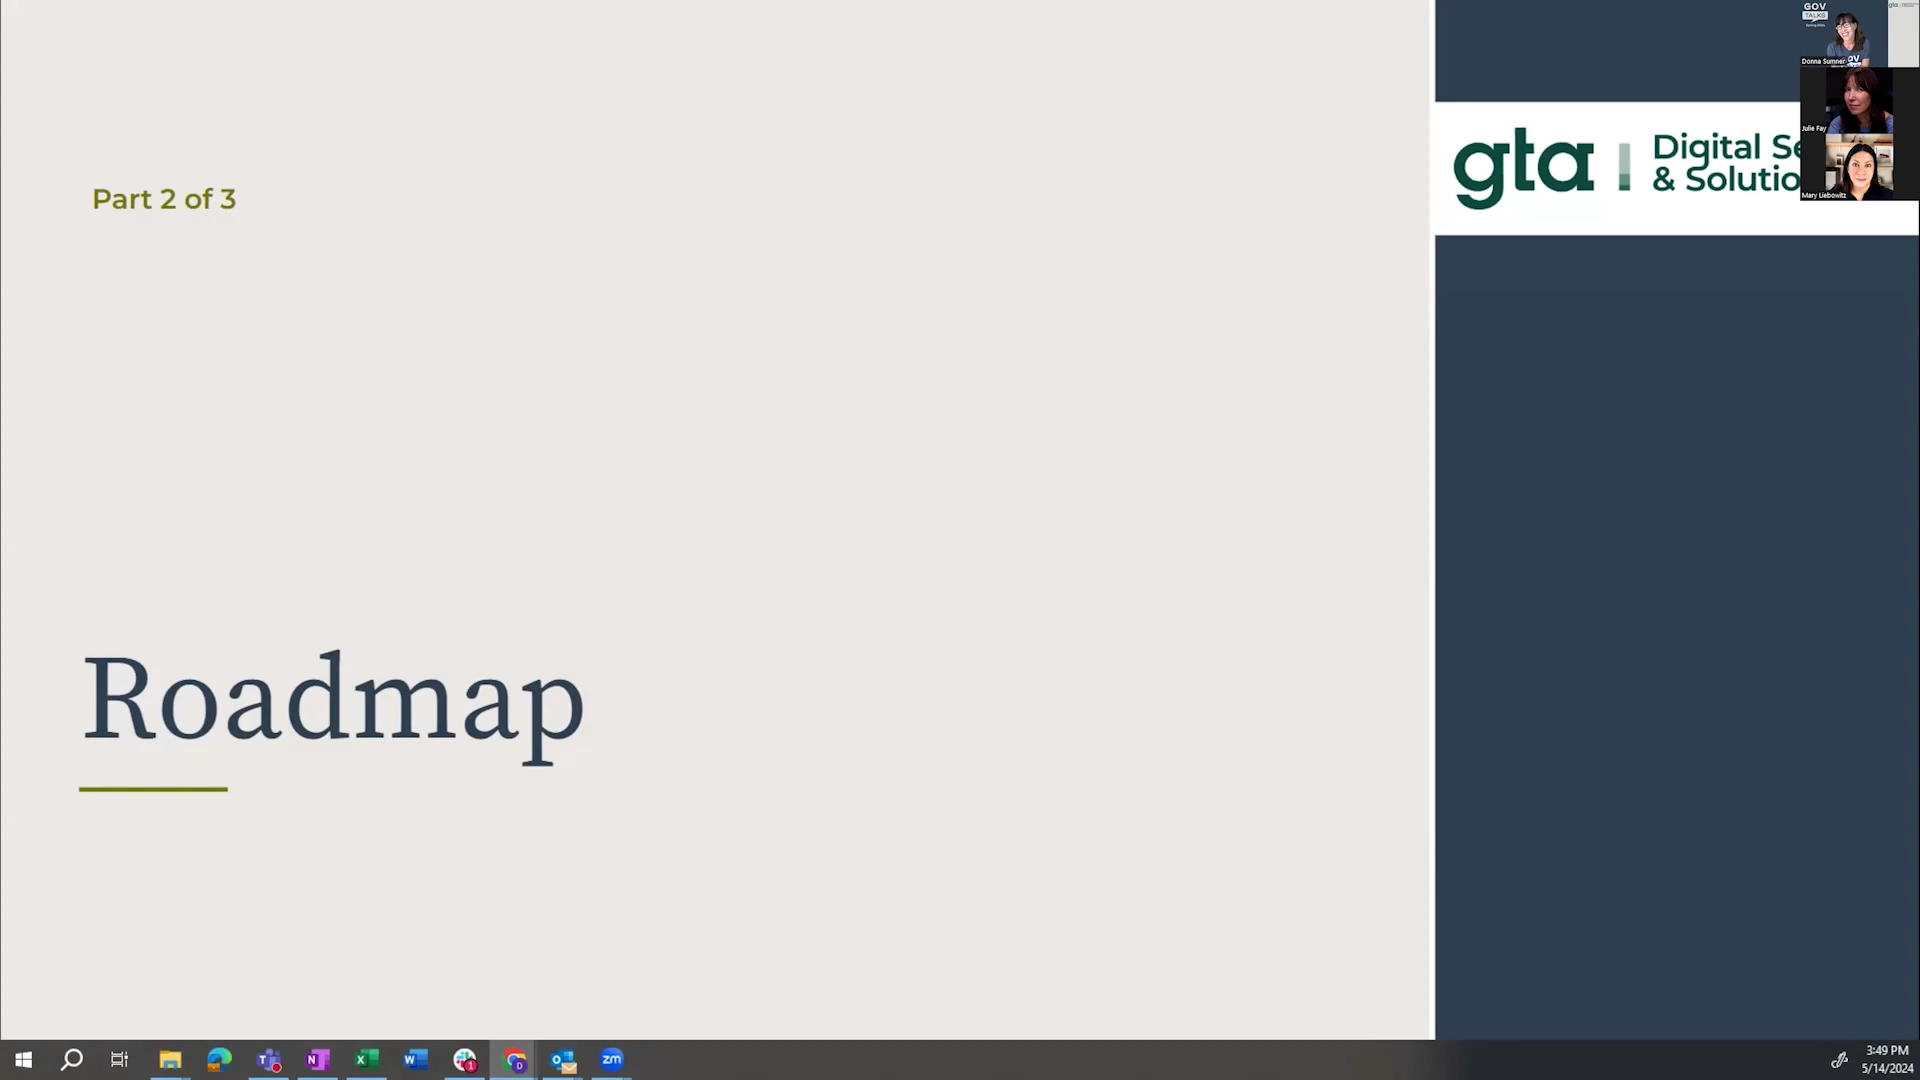 Part 2 of 3
Roadmap
gta
Digital Se
& Solutio
GOV
TALKS
Donna Sumner
Julie Fay
Mary Liebowitz
3:49 PM
5/14/2024